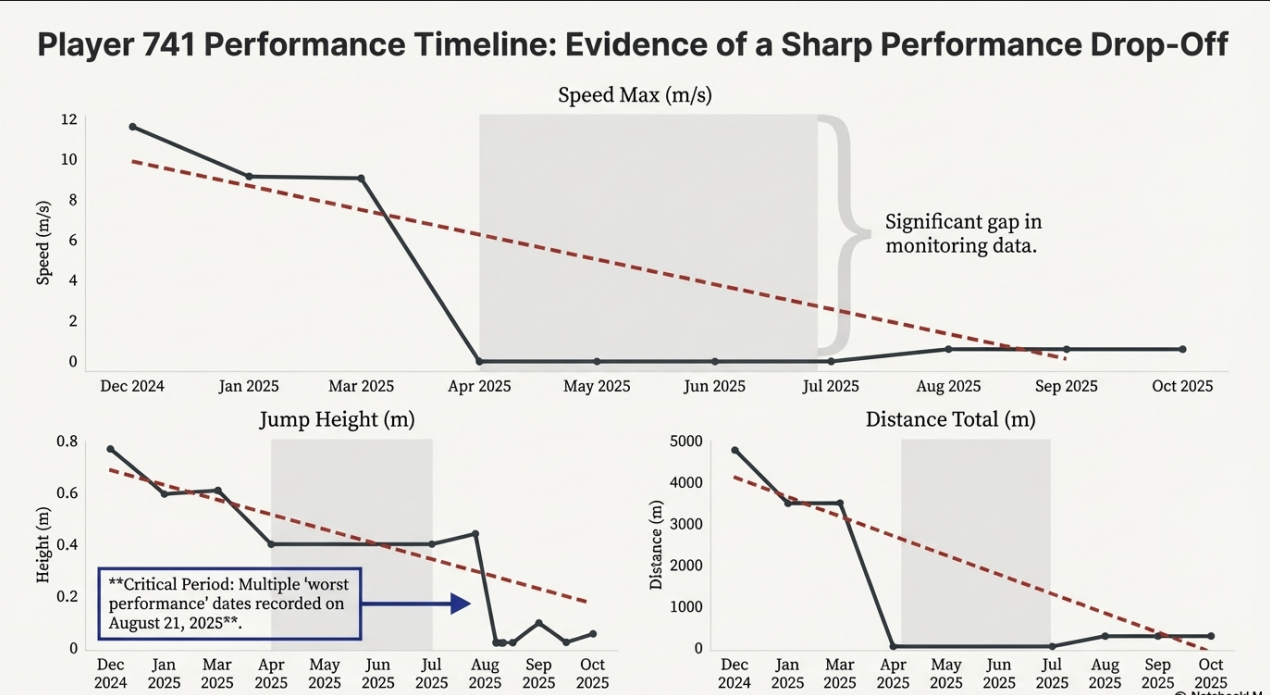 Player 741 Performance Timeline: Evidence of a Sharp Performance Drop-Off
Speed Max (m/s)
Speed (m/s)
12
10
8
6
4
2
0
Significant gap in
monitoring data.
Dec 2024 Jan 2025 Mar 2025 Apr 2025 May 2025 Jun 2025 Jul 2025 Aug 2025 Sep 2025 Oct 2025
Jump Height (m)
Height (m)
0.8
0.6
0.4
0.2
0
**Critical Period: Multiple 'worst
performance' dates recorded on
August 21, 2025**.
Dec Jan Mar Apr May Jun Jul Aug Sep Oct
2024 2025 2025 2025 2025 2025 2025 2025 2025 2025
Distance Total (m)
Distance (m)
5000
4000
3000
2000
1000
0
Dec Jan Mar Apr May Jun Jul Aug Sep Oct
2024 2025 2025 2025 2025 2025 2025 2025 2025 2025
NotebookLM